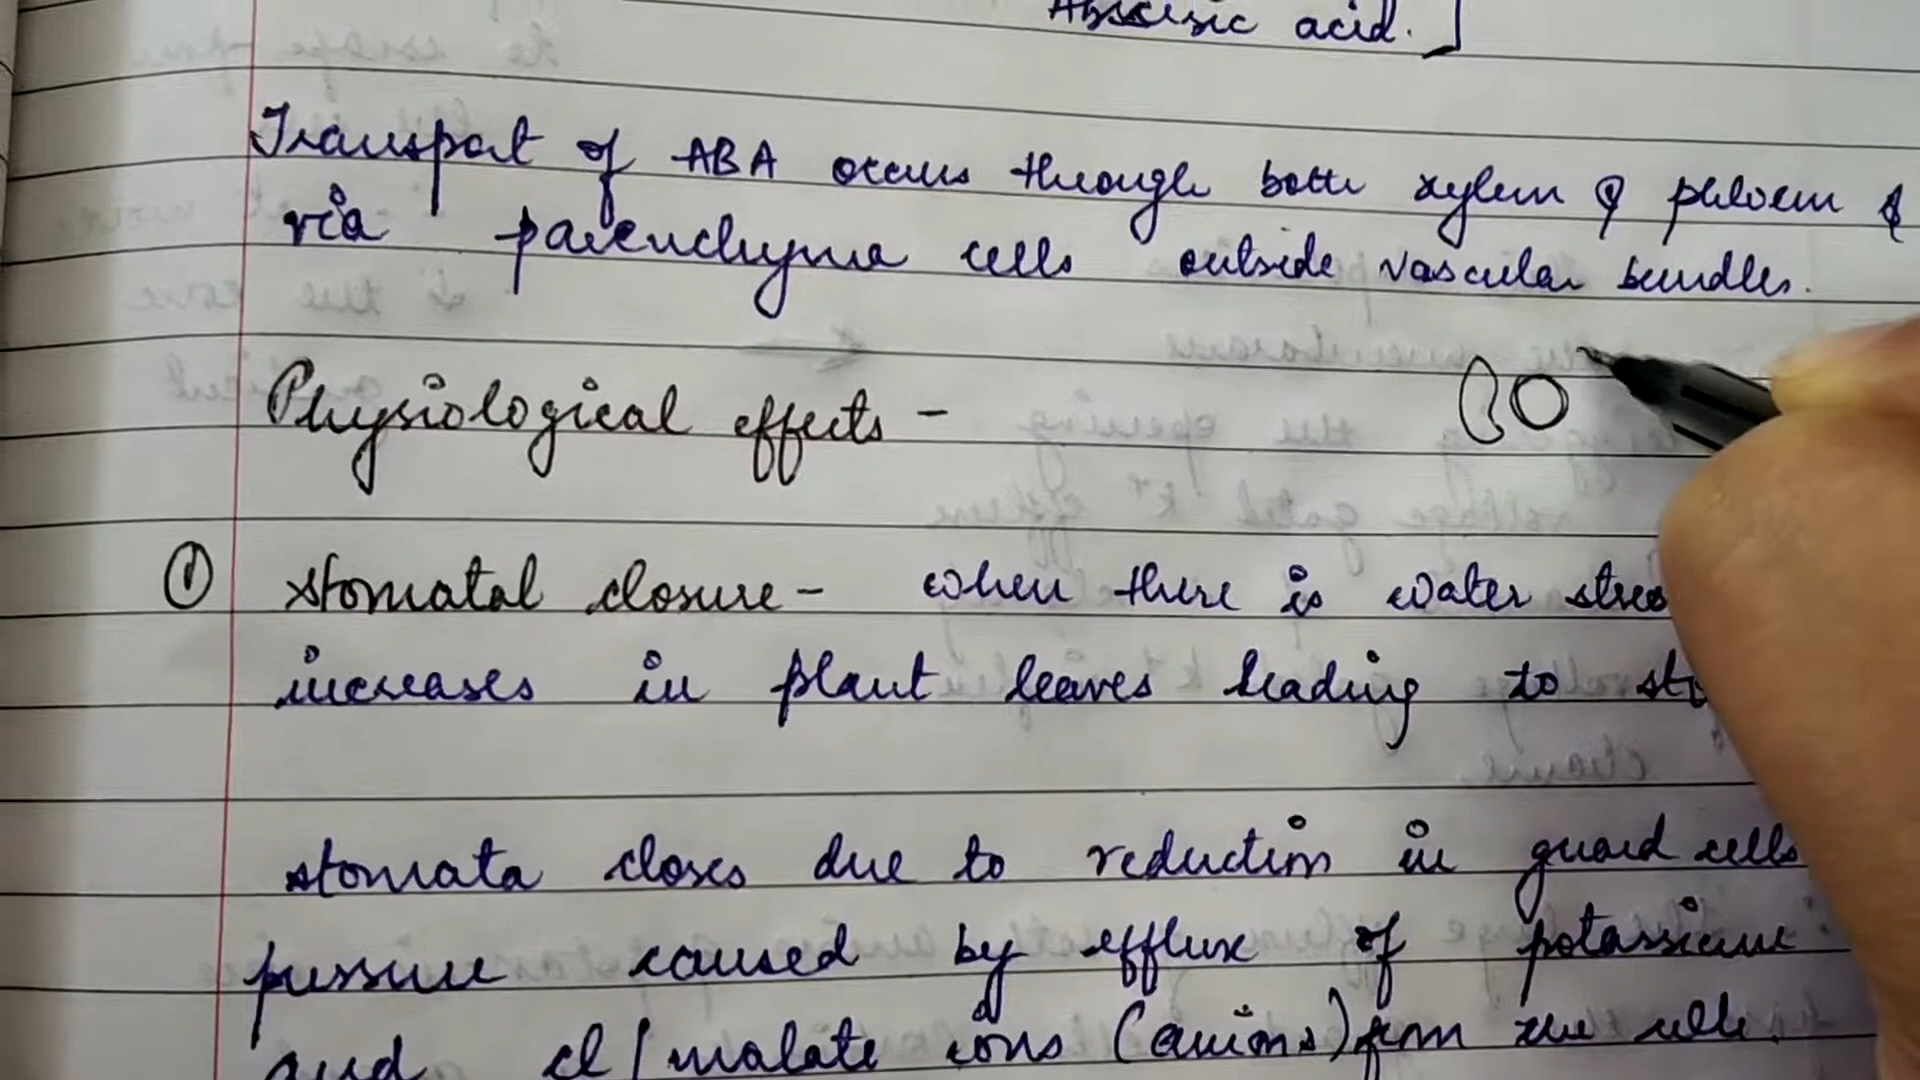 Abscisic acid.]
Transport of ABA occurs through both xylem & phloem &
via parenchyma cells outside vascular bundles.
Physiological effects -
① stomatal closure - when there is water
increases in plant leaves leading to
stomata closes due to reduction in guard cells
pressure caused by efflux of potassium
and cl/malate ions (anions) from the cells.